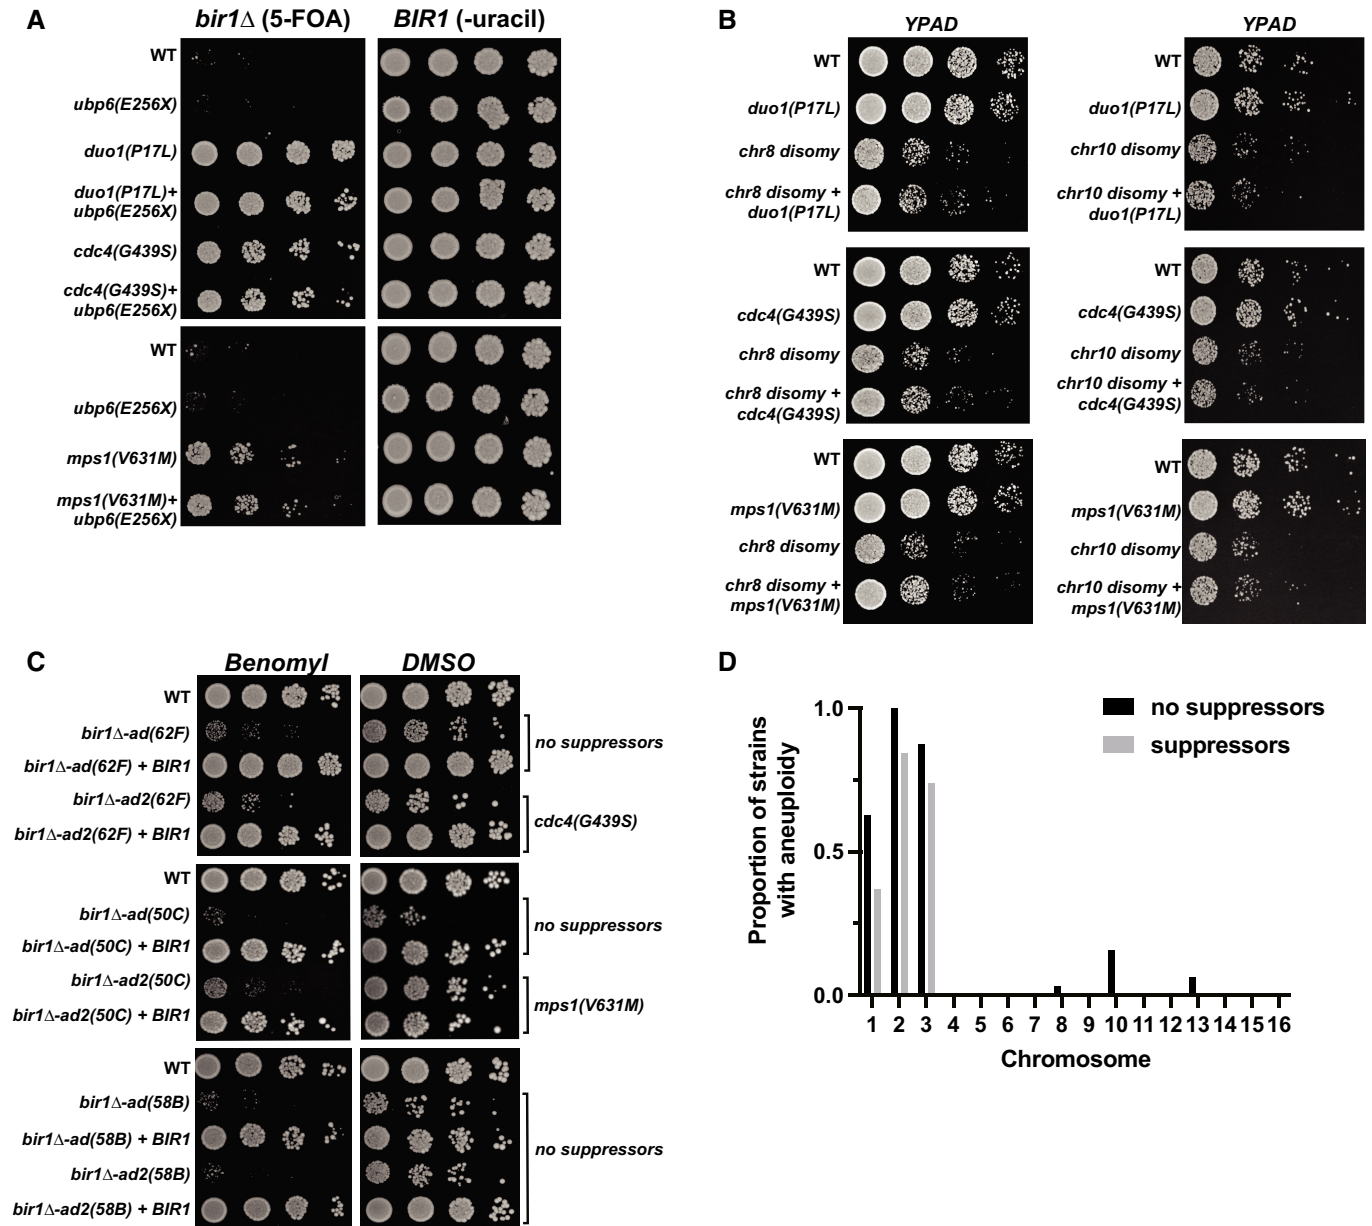 A
bir1Δ (5-FOA)
BIR1 (-uracil)
WT
ubp6(E256X)
duo1(P17L)
duo1(P17L)+
ubp6(E256X)
cdc4(G439S)
cdc4(G439S)+
ubp6(E256X)
WT
ubp6(E256X)
mps1(V631M)
mps1(V631M)+
ubp6(E256X)
B
YPAD
WT
duo1(P17L)
chr8 disomy
chr8 disomy +
duo1(P17L)
WT
cdc4(G439S)
chr8 disomy
chr8 disomy +
cdc4(G439S)
WT
mps1(V631M)
chr8 disomy
chr8 disomy +
mps1(V631M)
YPAD
WT
duo1(P17L)
chr10 disomy
chr10 disomy +
duo1(P17L)
WT
cdc4(G439S)
chr10 disomy
chr10 disomy +
cdc4(G439S)
WT
mps1(V631M)
chr10 disomy
chr10 disomy +
mps1(V631M)
C
Benomyl
DMSO
WT
bir1Δ-ad(62F)
bir1Δ-ad(62F) + BIR1
no suppressors
bir1Δ-ad2(62F)
bir1Δ-ad2(62F) + BIR1
cdc4(G439S)
WT
bir1Δ-ad(50C)
bir1Δ-ad(50C) + BIR1
no suppressors
bir1Δ-ad2(50C)
bir1Δ-ad2(50C) + BIR1
mps1(V631M)
WT
bir1Δ-ad(58B)
bir1Δ-ad(58B) + BIR1
bir1Δ-ad2(58B)
bir1Δ-ad2(58B) + BIR1
no suppressors
D
no suppressors
suppressors
Proportion of strains
with aneuploidy
1.0
0.5
0.0
1 2 3 4 5 6 7 8 9 10 11 12 13 14 15 16
Chromosome